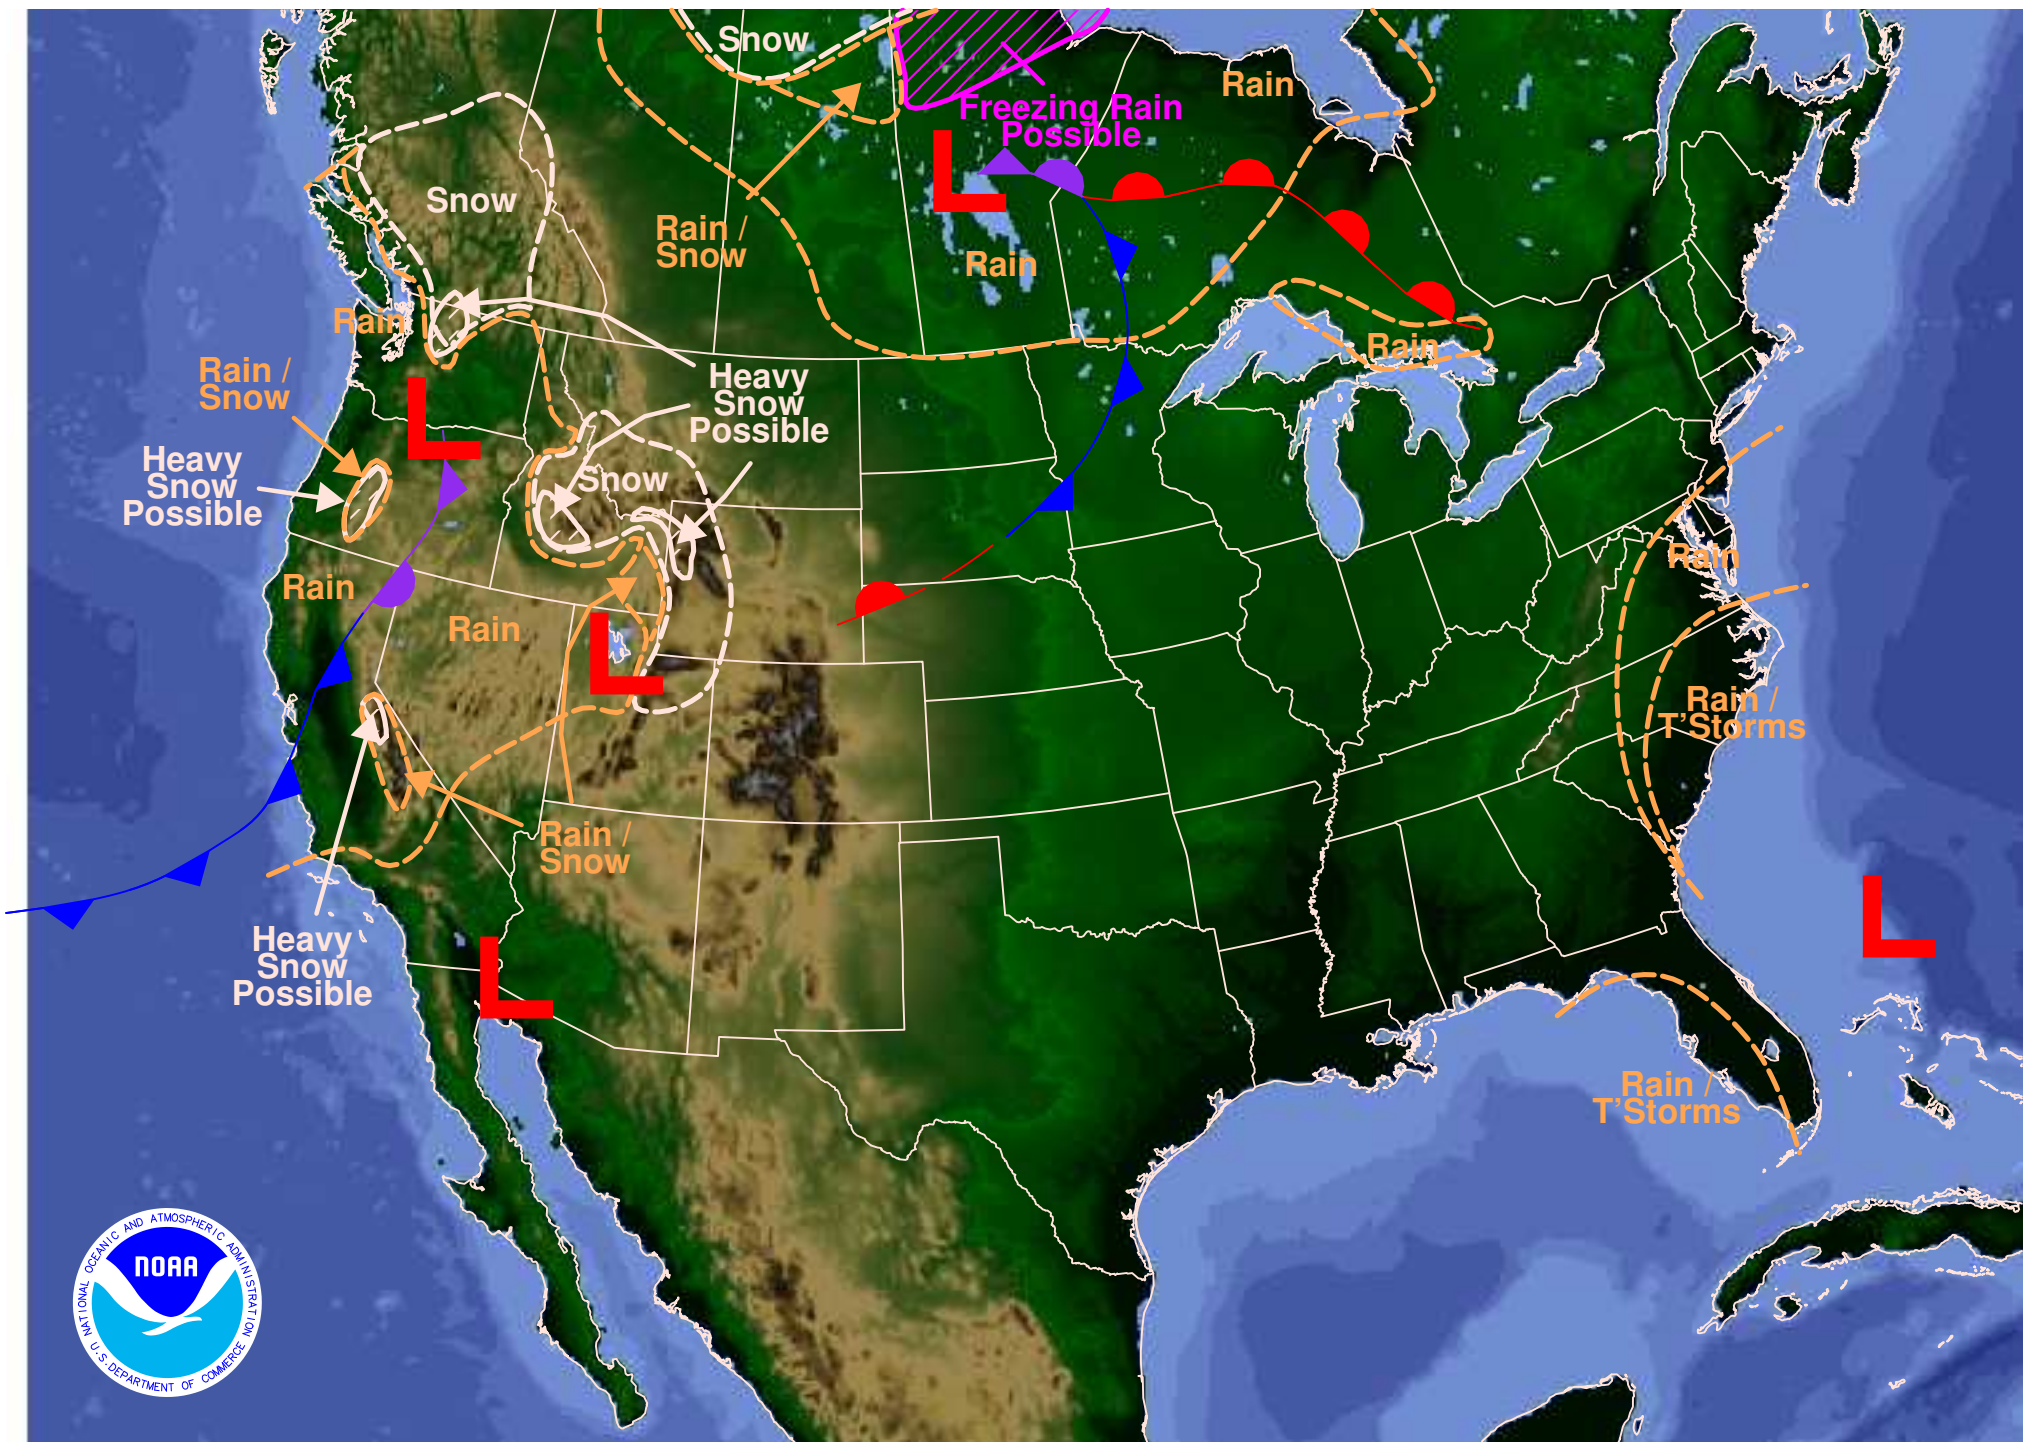 Snow
Rain
Freezing Rain
Possible
Snow
Rain /
Snow
Rain
Rain
Rain
Rain /
Snow
Heavy
Snow
Possible
Heavy
Snow
Possible
Snow
Rain
Rain
Rain
Rain /
T'Storms
Rain /
Snow
Heavy
Snow
Possible
Rain /
T'Storms
L
L
L
L
L
NATIONAL OCEANIC AND ATMOSPHERIC ADMINISTRATION
NOAA
U.S. DEPARTMENT OF COMMERCE